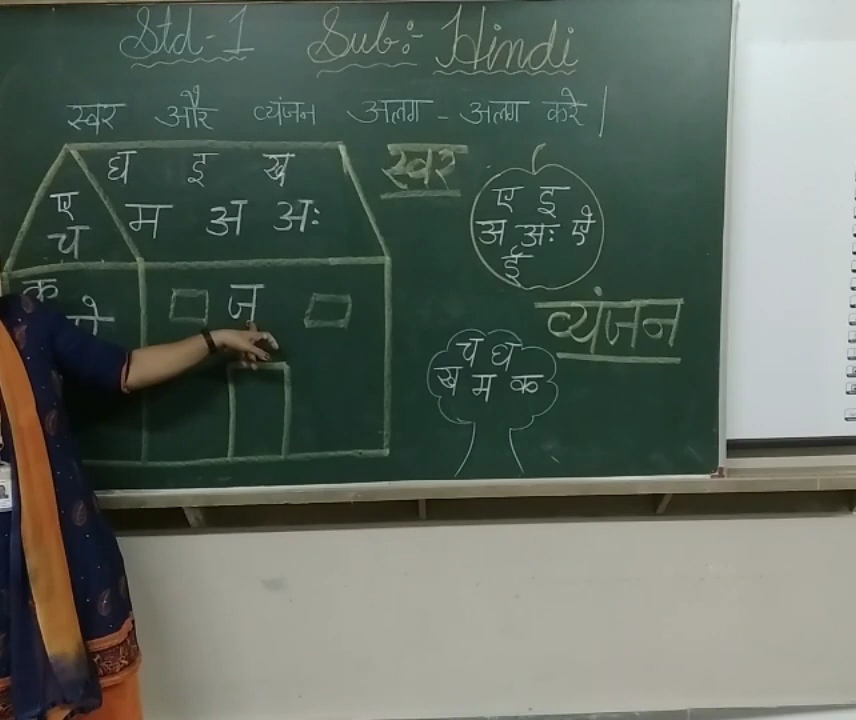 Std-1 Sub:- Hindi
स्वर और व्यंजन अलग - अलग करे |
घ इ ख
ए म अ अः
च
क ज
स्वर
ए इ
अ अः ऐ
ई
व्यंजन
च घ
ख म क